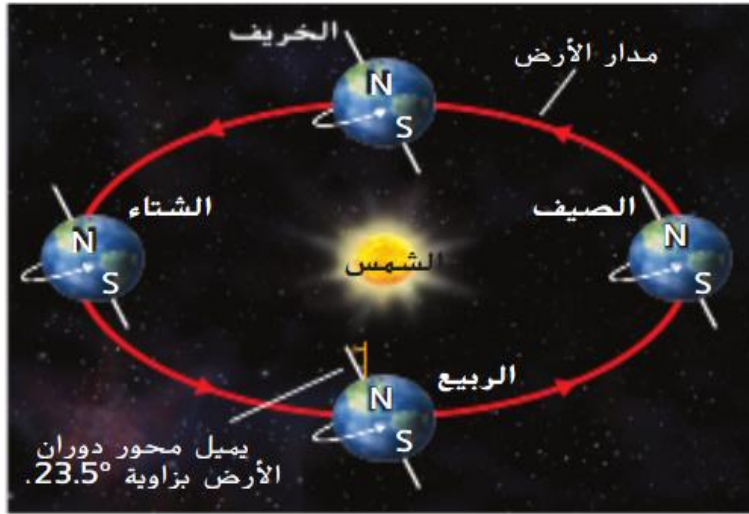 الخريف
مدار الأرض
N
S
الصيف
N
S
الشتاء
N
S
الشمس
الربيع
N
S
يميل محور دوران
الأرض بزاوية 23.5°.